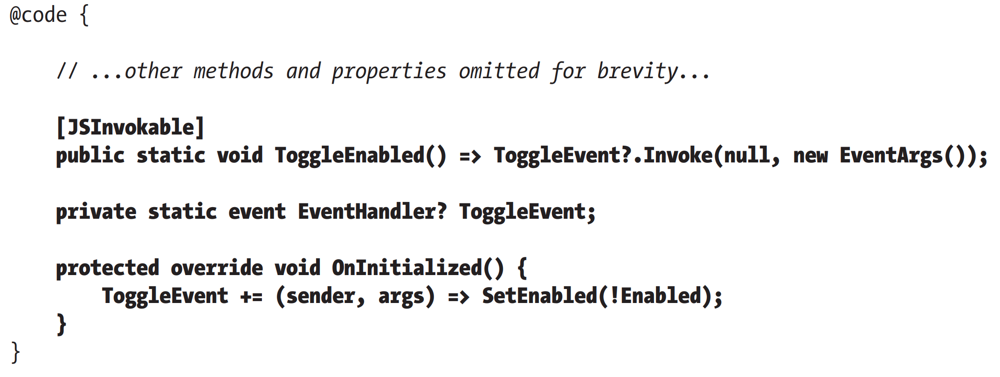 @code {
// ...other methods and properties omitted for brevity...
[JSInvokable]
public static void ToggleEnabled() => ToggleEvent?.Invoke(null, new EventArgs());
private static event EventHandler? ToggleEvent;
protected override void OnInitialized() {
ToggleEvent += (sender, args) => SetEnabled(!Enabled);
}
}